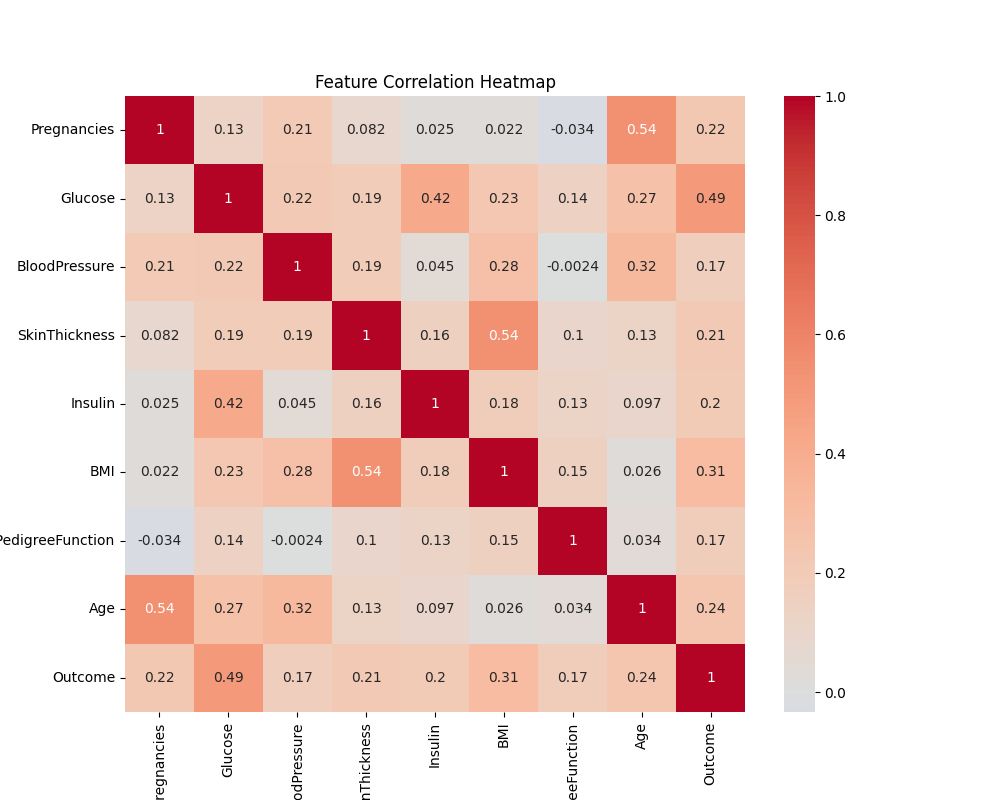 Feature Correlation Heatmap
Pregnancies 1 0.13 0.21 0.082 0.025 0.022 -0.034 0.54 0.22
Glucose 0.13 1 0.22 0.19 0.42 0.23 0.14 0.27 0.49
BloodPressure 0.21 0.22 1 0.19 0.045 0.28 -0.0024 0.32 0.17
SkinThickness 0.082 0.19 0.19 1 0.16 0.54 0.1 0.13 0.21
Insulin 0.025 0.42 0.045 0.16 1 0.18 0.13 0.097 0.2
BMI 0.022 0.23 0.28 0.54 0.18 1 0.15 0.026 0.31
PedigreeFunction -0.034 0.14 -0.0024 0.1 0.13 0.15 1 0.034 0.17
Age 0.54 0.27 0.32 0.13 0.097 0.026 0.034 1 0.24
Outcome 0.22 0.49 0.17 0.21 0.2 0.31 0.17 0.24 1
regnancies
Glucose
odPressure
nThickness
Insulin
BMI
eeFunction
Age
Outcome
1.0
0.8
0.6
0.4
0.2
0.0